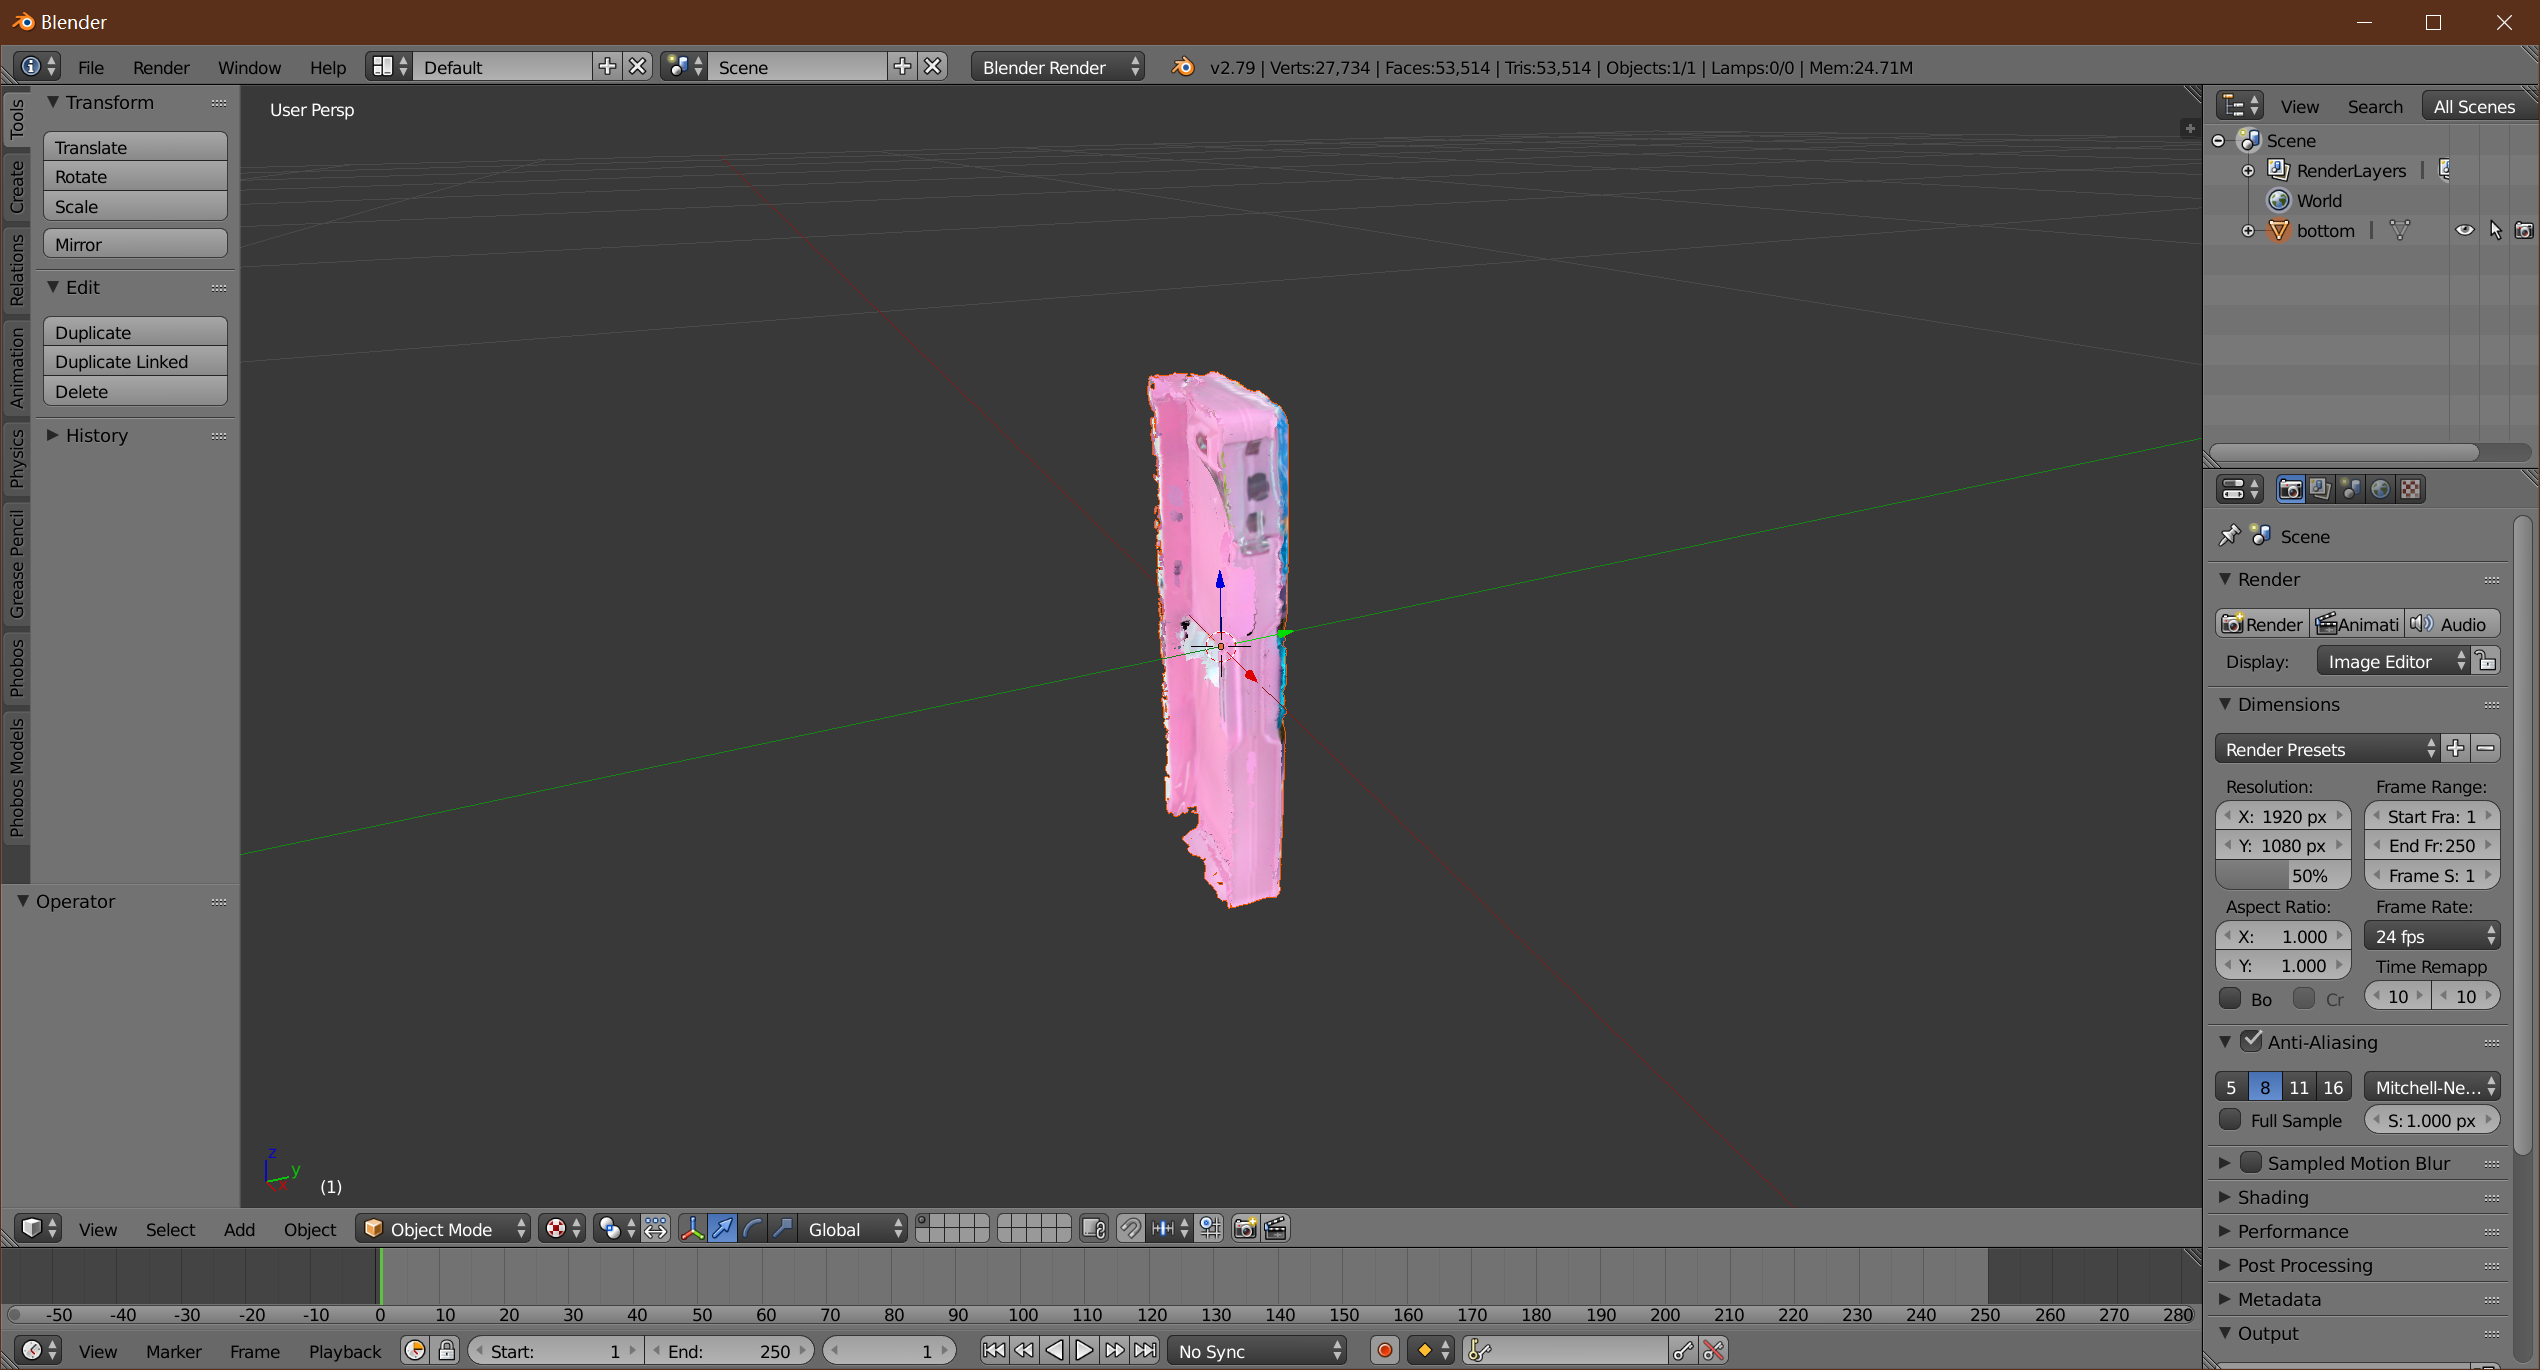 Blender
File Render Window Help Default Scene Blender Render v2.79 | Verts:27,734 | Faces:53,514 | Tris:53,514 | Objects:1/1 | Lamps:0/0 | Mem:24.71M
Tools
Create
Relations
Animation
Physics
Grease Pencil
Phobos
Phobos Models
Transform
Translate
Rotate
Scale
Mirror
Edit
Duplicate
Duplicate Linked
Delete
History
Operator
User Persp
z
y
x
(1)
View Search All Scenes
Scene
RenderLayers |
World
bottom |
Scene
Render
Render Animati Audio
Display: Image Editor
Dimensions
Render Presets
Resolution: Frame Range:
X: 1920 px Start Fra: 1
Y: 1080 px End Fr:250
50% Frame S: 1
Aspect Ratio: Frame Rate:
X: 1.000 24 fps
Y: 1.000 Time Remapp
Bo Cr 10 10
Anti-Aliasing
5 8 11 16 Mitchell-Ne...
Full Sample S: 1.000 px
Sampled Motion Blur
Shading
Performance
Post Processing
Metadata
Output
View Select Add Object Object Mode Global
-50 -40 -30 -20 -10 0 10 20 30 40 50 60 70 80 90 100 110 120 130 140 150 160 170 180 190 200 210 220 230 240 250 260 270 280
View Marker Frame Playback Start: 1 End: 250 1 No Sync